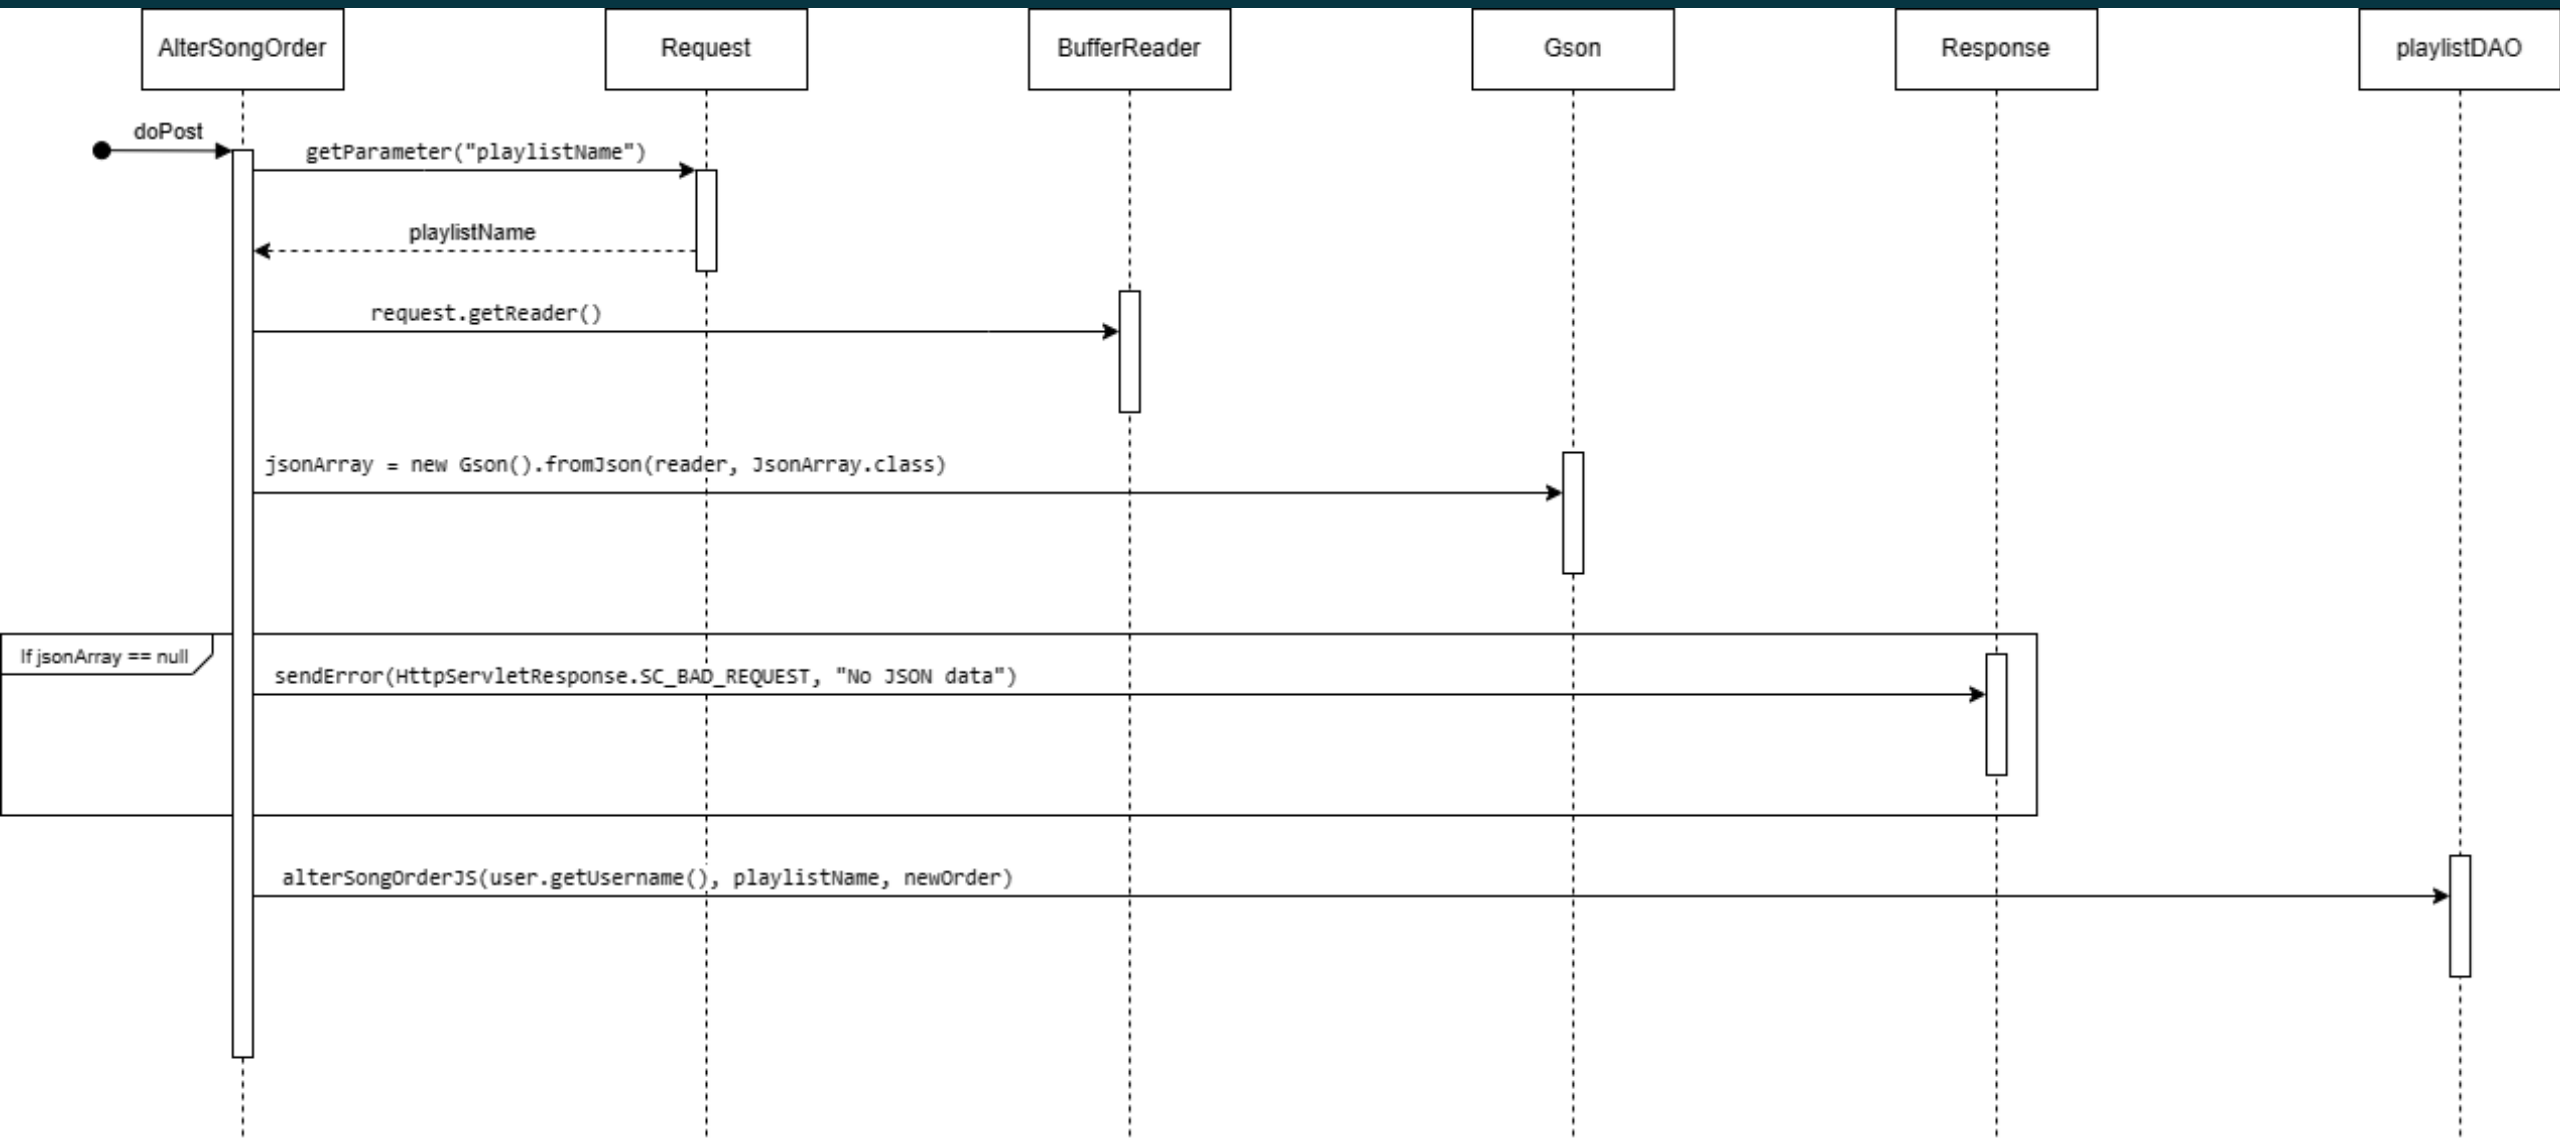 AlterSongOrder
Request
BufferReader
Gson
Response
playlistDAO
doPost
getParameter("playlistName")
playlistName
request.getReader()
jsonArray = new Gson().fromJson(reader, JsonArray.class)
If jsonArray == null
sendError(HttpServletResponse.SC_BAD_REQUEST, "No JSON data")
alterSongOrderJS(user.getUsername(), playlistName, newOrder)